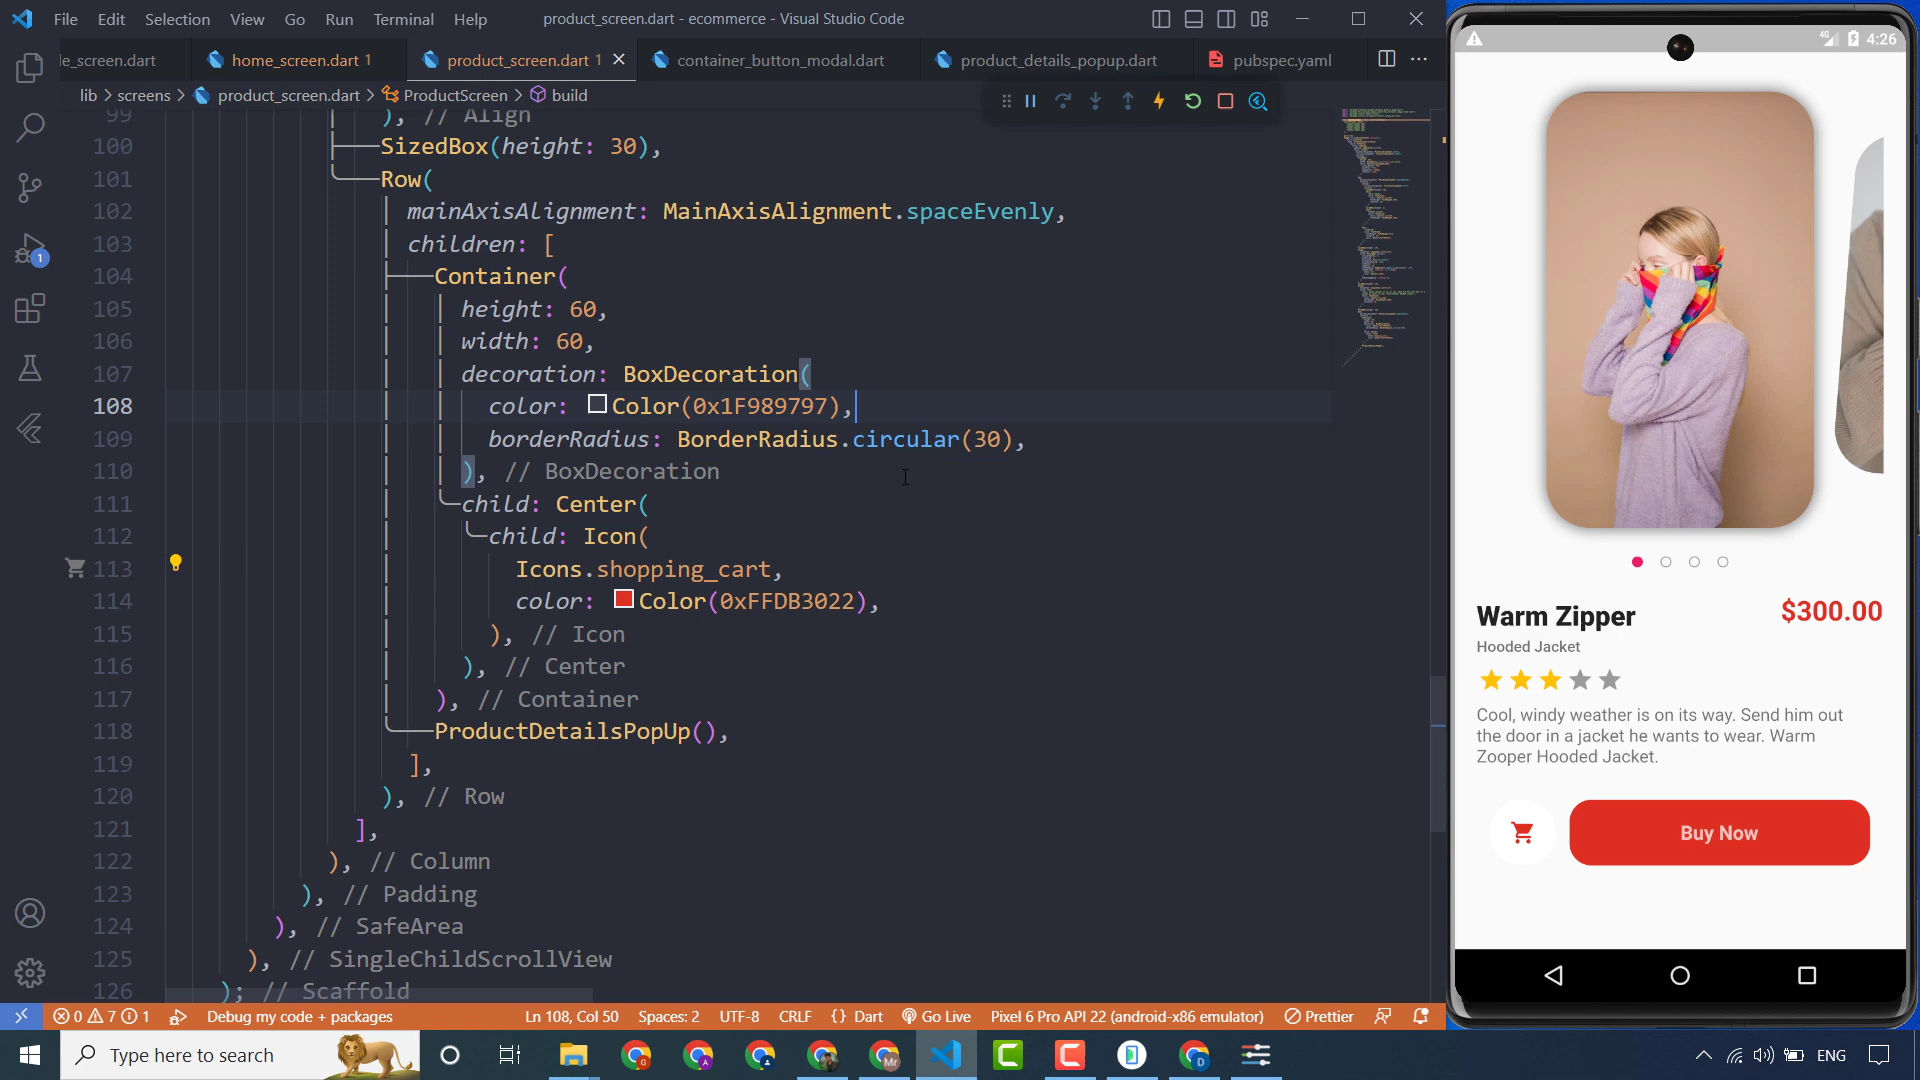 File Edit Selection View Go Run Terminal Help product_screen.dart - ecommerce - Visual Studio Code
le_screen.dart home_screen.dart 1 product_screen.dart 1 container_button_modal.dart product_details_popup.dart pubspec.yaml
lib > screens > product_screen.dart > ProductScreen > build
99 ), // Align
100 SizedBox(height: 30),
101 Row(
102 mainAxisAlignment: MainAxisAlignment.spaceEvenly,
103 children: [
104 Container(
105 height: 60,
106 width: 60,
107 decoration: BoxDecoration(
108 color: Color(0x1F989797),
109 borderRadius: BorderRadius.circular(30),
110 ), // BoxDecoration
111 child: Center(
112 child: Icon(
113 Icons.shopping_cart,
114 color: Color(0xFFDB3022),
115 ), // Icon
116 ), // Center
117 ), // Container
118 ProductDetailsPopUp(),
119 ],
120 ), // Row
121 ],
122 ), // Column
123 ), // Padding
124 ), // SafeArea
125 ), // SingleChildScrollView
126 ); // Scaffold
1
0 7 1 Debug my code + packages Ln 108, Col 50 Spaces: 2 UTF-8 CRLF {} Dart Go Live Pixel 6 Pro API 22 (android-x86 emulator) Prettier
Type here to search
ENG
4G 4:26
Warm Zipper $300.00
Hooded Jacket
Cool, windy weather is on its way. Send him out
the door in a jacket he wants to wear. Warm
Zooper Hooded Jacket.
Buy Now